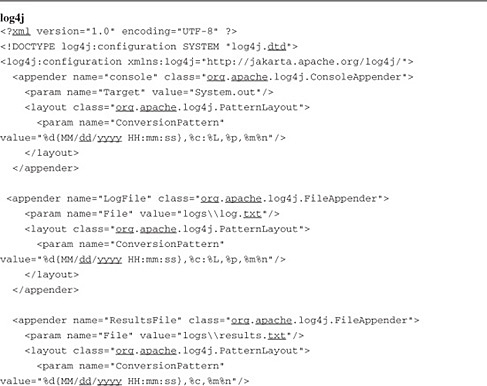 log4j
<?xml version="1.0" encoding="UTF-8" ?>
<!DOCTYPE log4j:configuration SYSTEM "log4j.dtd">
<log4j:configuration xmlns:log4j="http://jakarta.apache.org/log4j/">
<appender name="console" class="org.apache.log4j.ConsoleAppender">
<param name="Target" value="System.out"/>
<layout class="org.apache.log4j.PatternLayout">
<param name="ConversionPattern"
value="%d{MM/dd/yyyy HH:mm:ss},%c:%L,%p,%m%n"/>
</layout>
</appender>
<appender name="LogFile" class="org.apache.log4j.FileAppender">
<param name="File" value="logs\\log.txt"/>
<layout class="org.apache.log4j.PatternLayout">
<param name="ConversionPattern"
value="%d{MM/dd/yyyy HH:mm:ss},%c:%L,%p,%m%n"/>
</layout>
</appender>
<appender name="ResultsFile" class="org.apache.log4j.FileAppender">
<param name="File" value="logs\\results.txt"/>
<layout class="org.apache.log4j.PatternLayout">
<param name="ConversionPattern"
value="%d{MM/dd/yyyy HH:mm:ss},%c,%m%n"/>